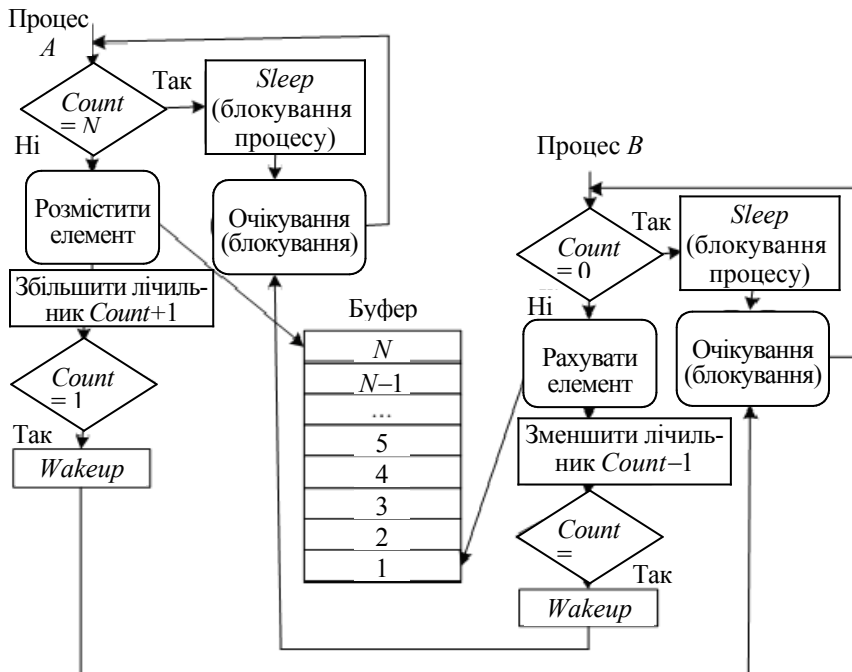 Процес
A
Count
= N
Так
Ні
Sleep
(блокування
процесу)
Розмістити
елемент
Очікування
(блокування)
Збільшити лічиль-
ник Count+1
Count
= 1
Так
Wakeup
Буфер
N
N–1
...
5
4
3
2
1
Процес B
Count
= 0
Так
Ні
Sleep
(блокування
процесу)
Рахувати
елемент
Очікування
(блокування)
Зменшити лічиль-
ник Count–1
Count
=
Так
Wakeup